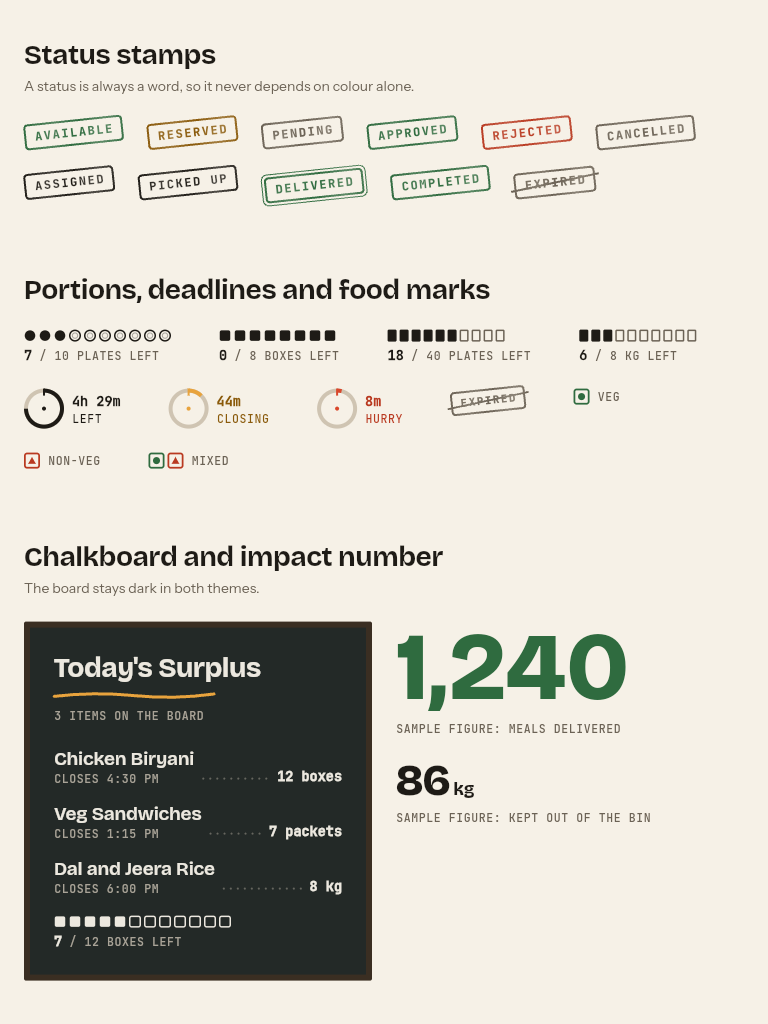 Status stamps
A status is always a word, so it never depends on colour alone.
AVAILABLE RESERVED PENDING APPROVED REJECTED CANCELLED
ASSIGNED PICKED UP DELIVERED COMPLETED EXPIRED
Portions, deadlines and food marks
7 / 10 PLATES LEFT 0 / 8 BOXES LEFT 18 / 40 PLATES LEFT 6 / 8 KG LEFT
4h 29m LEFT
44m CLOSING
8m HURRY
EXPIRED
VEG
NON-VEG MIXED
Chalkboard and impact number
The board stays dark in both themes.
Today's Surplus
3 ITEMS ON THE BOARD
Chicken Biryani
CLOSES 4:30 PM 12 boxes
Veg Sandwiches
CLOSES 1:15 PM 7 packets
Dal and Jeera Rice
CLOSES 6:00 PM 8 kg
7 / 12 BOXES LEFT
1,240
SAMPLE FIGURE: MEALS DELIVERED
86 kg
SAMPLE FIGURE: KEPT OUT OF THE BIN